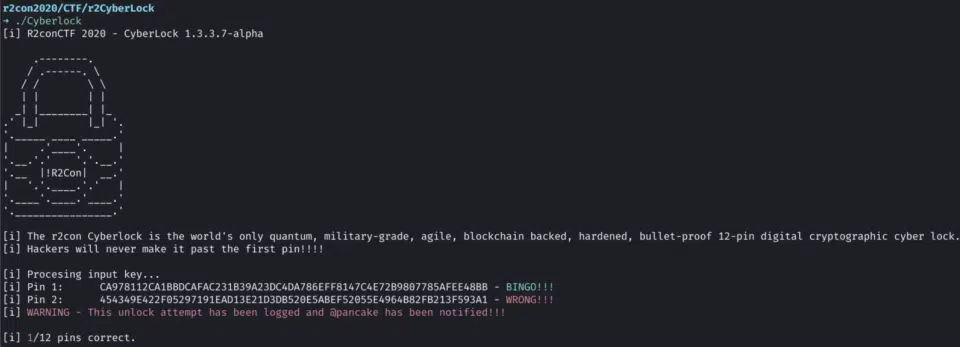 r2con2020/CTF/r2CyberLock
→ ./Cyberlock
[i] R2conCTF 2020 - CyberLock 1.3.3.7-alpha
!R2Con
[i] The r2con Cyberlock is the world's only quantum, military-grade, agile, blockchain backed, hardened, bullet-proof 12-pin digital cryptographic cyber lock.
[i] Hackers will never make it past the first pin!!!!
[i] Procesing input key...
[i] Pin 1: CA978112CA1BBDCAFAC231B39A23DC4DA786EFF8147C4E72B9807785AFEE48BB - BINGO!!!
[i] Pin 2: 454349E422F05297191EAD13E21D3DB520E5ABEF52055E4964B82FB213F593A1 - WRONG!!!
[i] WARNING - This unlock attempt has been logged and @pancake has been notified!!!
[i] 1/12 pins correct.